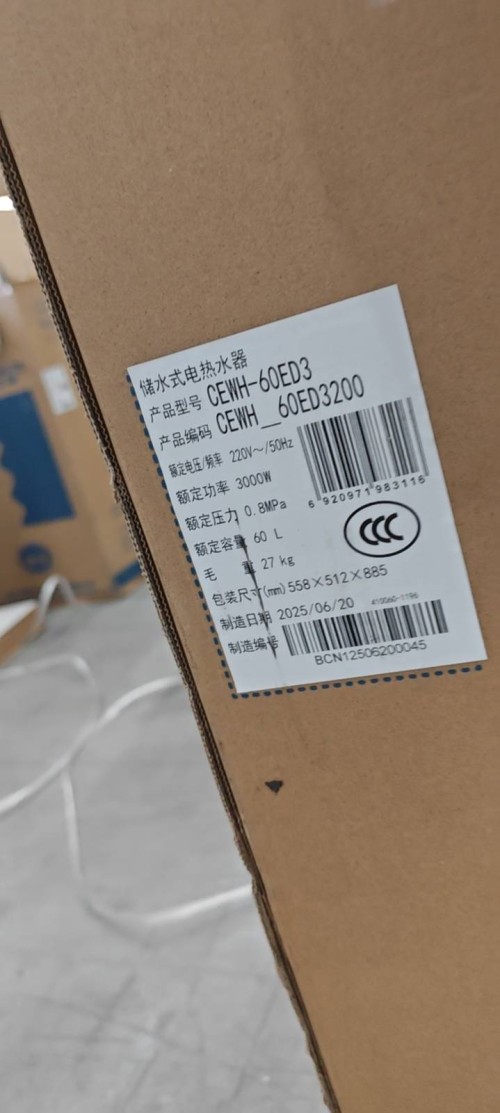 储水式电热水器
产品型号 CEWH-60ED3
产品编码 CEWH__60ED3200
额定电压/频率 220V～/50Hz
额定功率 3000W
额定压力 0.8MPa
额定容量 60 L
毛 重 27 kg
包装尺寸(mm) 558×512×885
制造日期 2025/06/20
制造编号
6 920971 983116
CCC
410060-1196
BCN12506200045